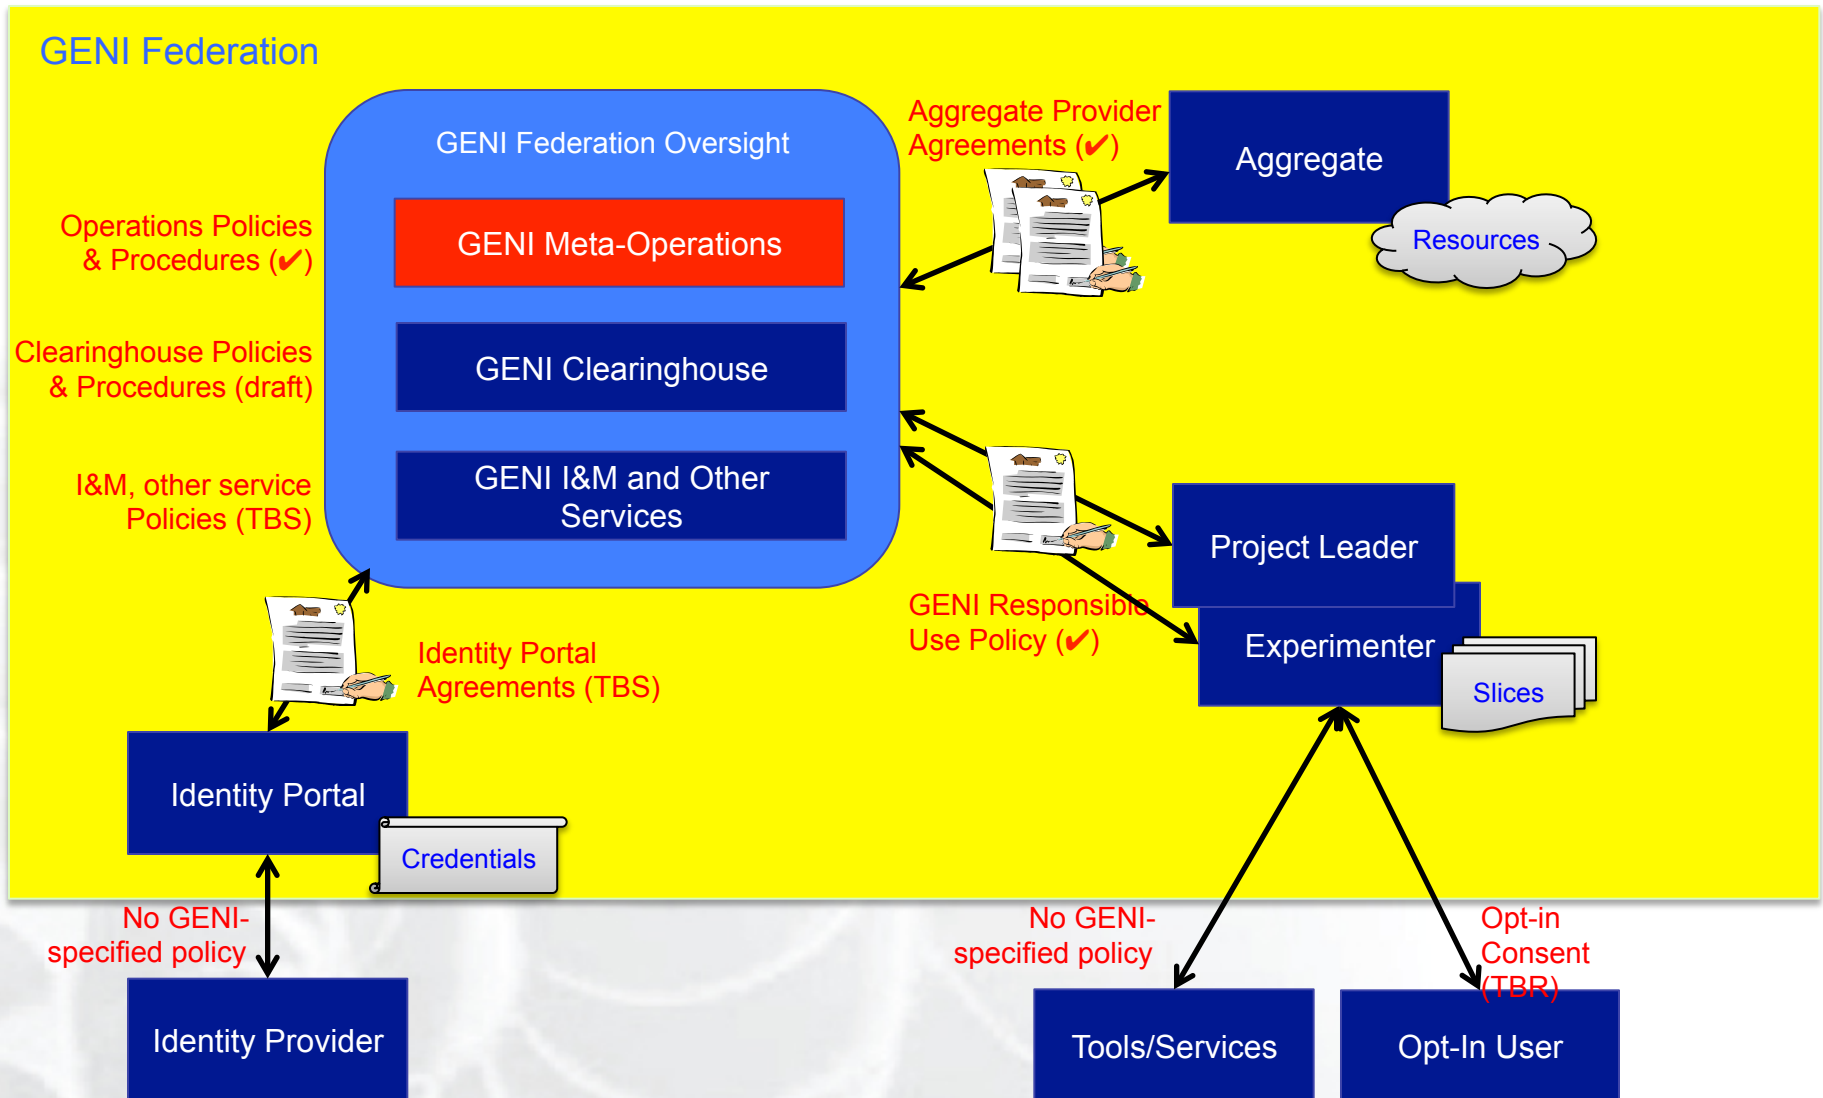 GENI Federation
GENI Federation Oversight
Operations Policies
& Procedures (✔)
GENI Meta-Operations
Clearinghouse Policies
& Procedures (draft)
GENI Clearinghouse
I&M, other service
Policies (TBS)
GENI I&M and Other
Services
Aggregate Provider
Agreements (✔)
Aggregate
Resources
Project Leader
GENI Responsible
Use Policy (✔)
Experimenter
Slices
Identity Portal
Agreements (TBS)
Identity Portal
Credentials
No GENI-
specified policy
Identity Provider
No GENI-
specified policy
Opt-in
Consent
(TBR)
Tools/Services
Opt-In User